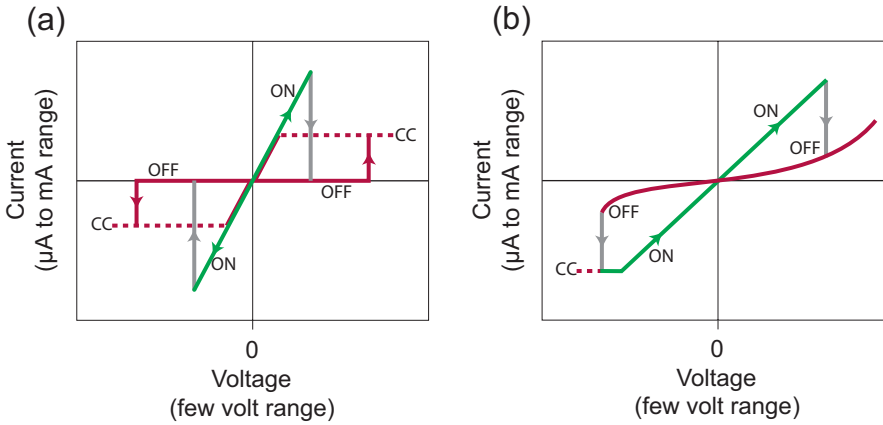 (a)
Current
(μA to mA range)
ON
CC
OFF
OFF
CC
ON
0
Voltage
(few volt range)
(b)
Current
(μA to mA range)
ON
OFF
OFF
ON
CC
0
Voltage
(few volt range)